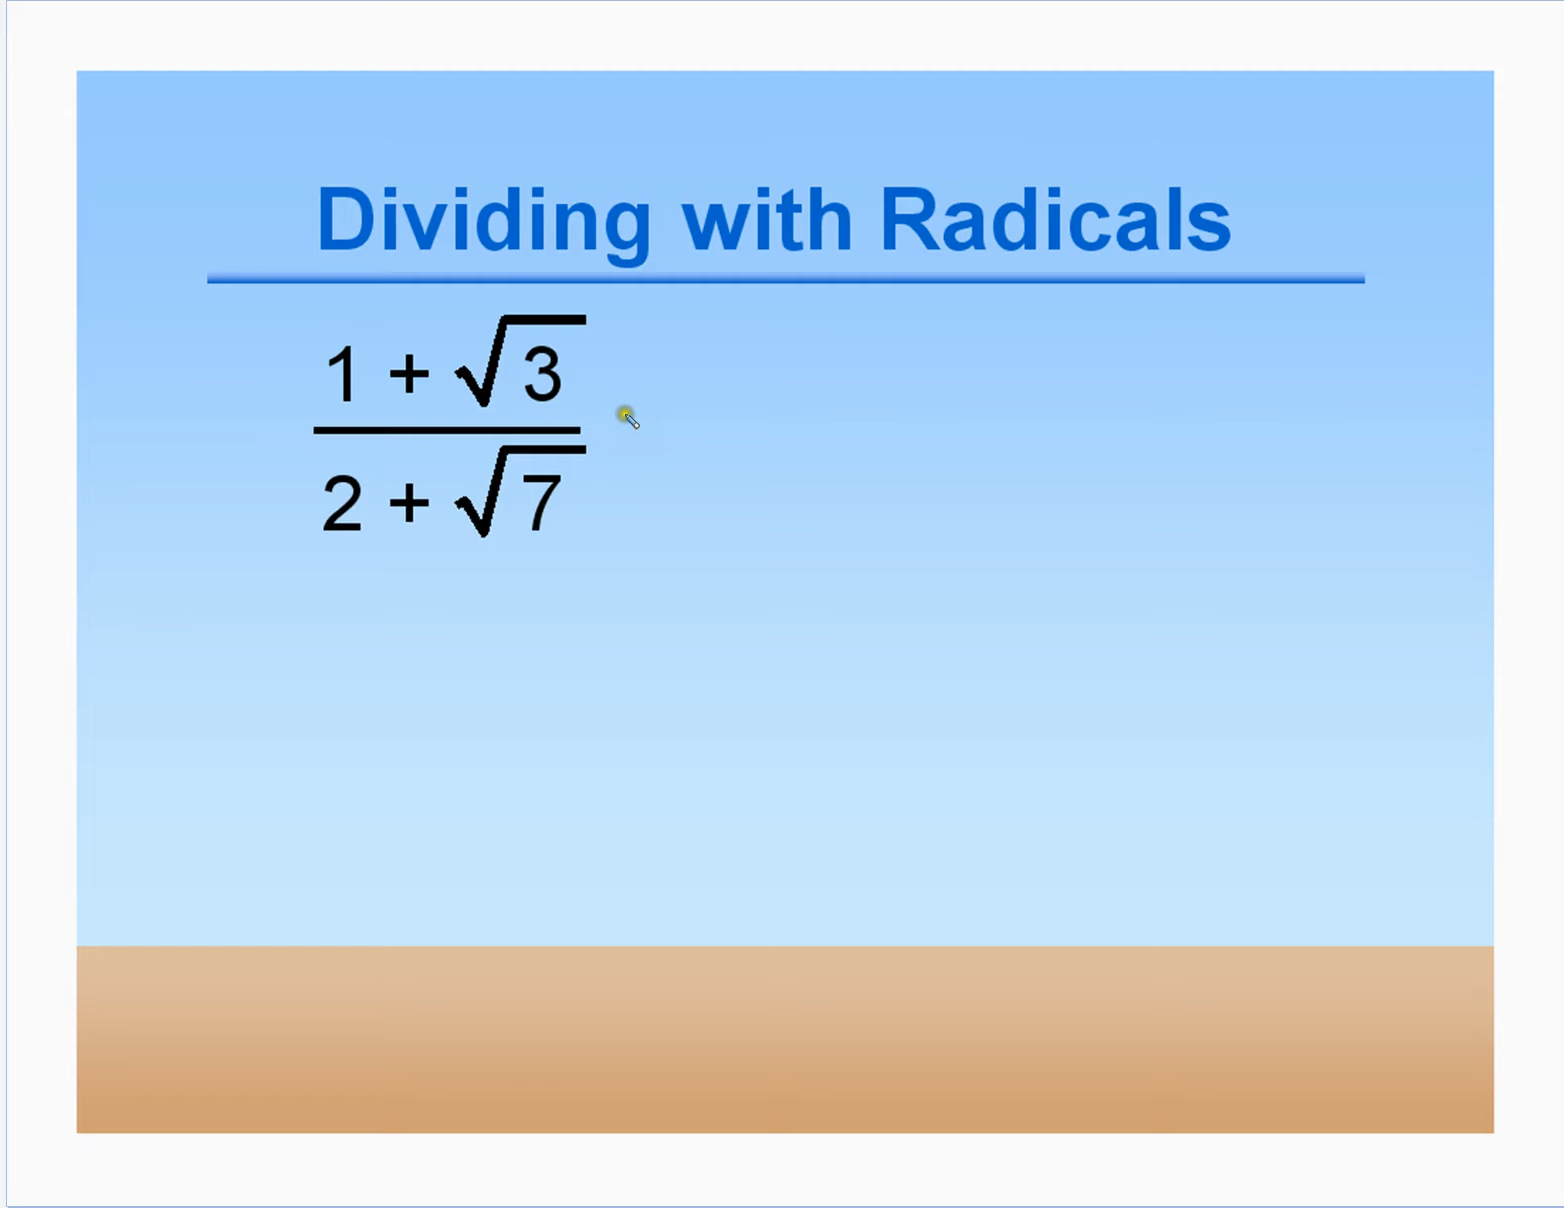 Dividing with Radicals
1 + √3
2 + √7